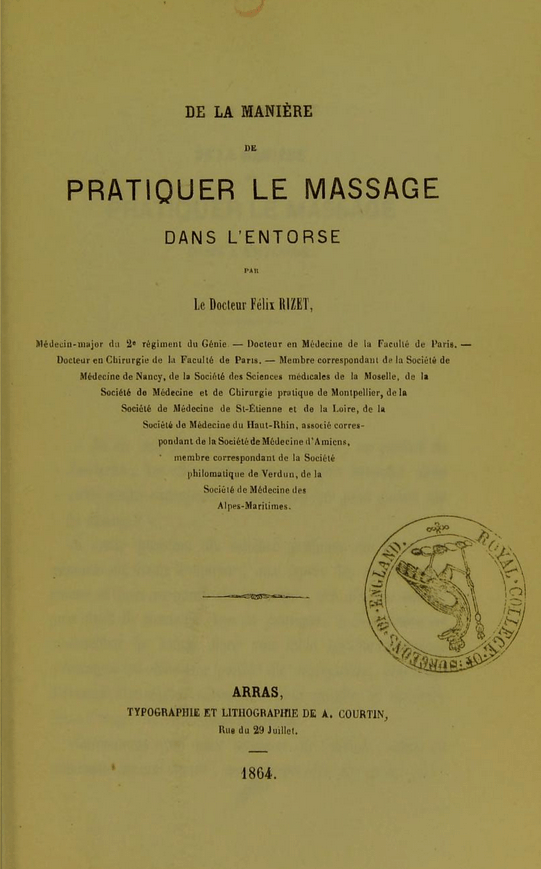 DE LA MANIÈRE
DE
PRATIQUER LE MASSAGE
DANS L'ENTORSE
PAR
Le Docteur Félix RIZET,
Médecin-major du 2e régiment du Génie. — Docteur en Médecine de la Faculté de Paris. —
Docteur en Chirurgie de la Faculté de Paris. — Membre correspondant de la Société de
Médecine de Nancy, de la Société des Sciences médicales de la Moselle, de la
Société de Médecine et de Chirurgie pratique de Montpellier, de la
Société de Médecine de St-Étienne et de la Loire, de la
Société de Médecine du Haut-Rhin, associé corres-
pondant de la Société de Médecine d'Amiens,
membre correspondant de la Société
philomatique de Verdun, de la
Société de Médecine des
Alpes-Maritimes.
ROYAL COLLEGE OF SURGEONS OF ENGLAND.
ARRAS,
TYPOGRAPHIE ET LITHOGRAPHIE DE A. COURTIN,
Rue du 29 Juillet.
1864.